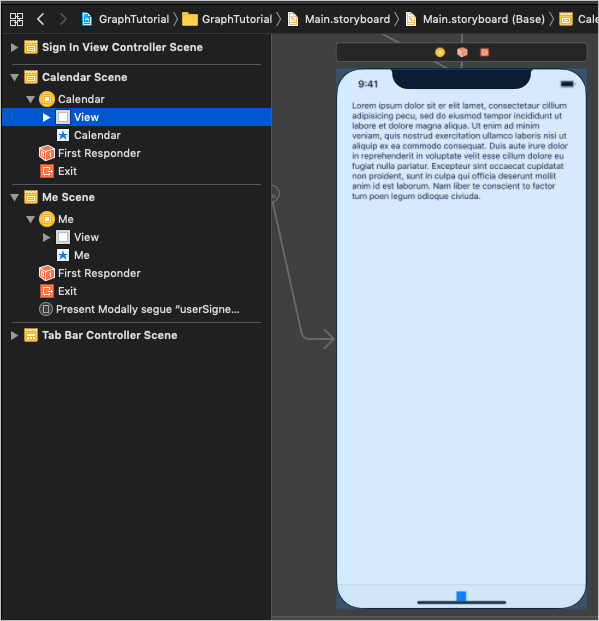 GraphTutorial GraphTutorial Main.storyboard Main.storyboard (Base)
Sign In View Controller Scene
Calendar Scene
Calendar
View
Calendar
First Responder
Exit
Me Scene
Me
View
Me
First Responder
Exit
Present Modally segue “userSigne...
Tab Bar Controller Scene
9:41
Lorem ipsum dolor sit er elit lamet, consectetaur cillium
adipisicing pecu, sed do eiusmod tempor incididunt ut
labore et dolore magna aliqua. Ut enim ad minim
veniam, quis nostrud exercitation ullamco laboris nisi ut
aliquip ex ea commodo consequat. Duis aute irure dolor
in reprehenderit in voluptate velit esse cillum dolore eu
fugiat nulla pariatur. Excepteur sint occaecat cupidatat
non proident, sunt in culpa qui officia deserunt mollit
anim id est laborum. Nam liber te conscient to factor
tum poen legum odioque civiuda.